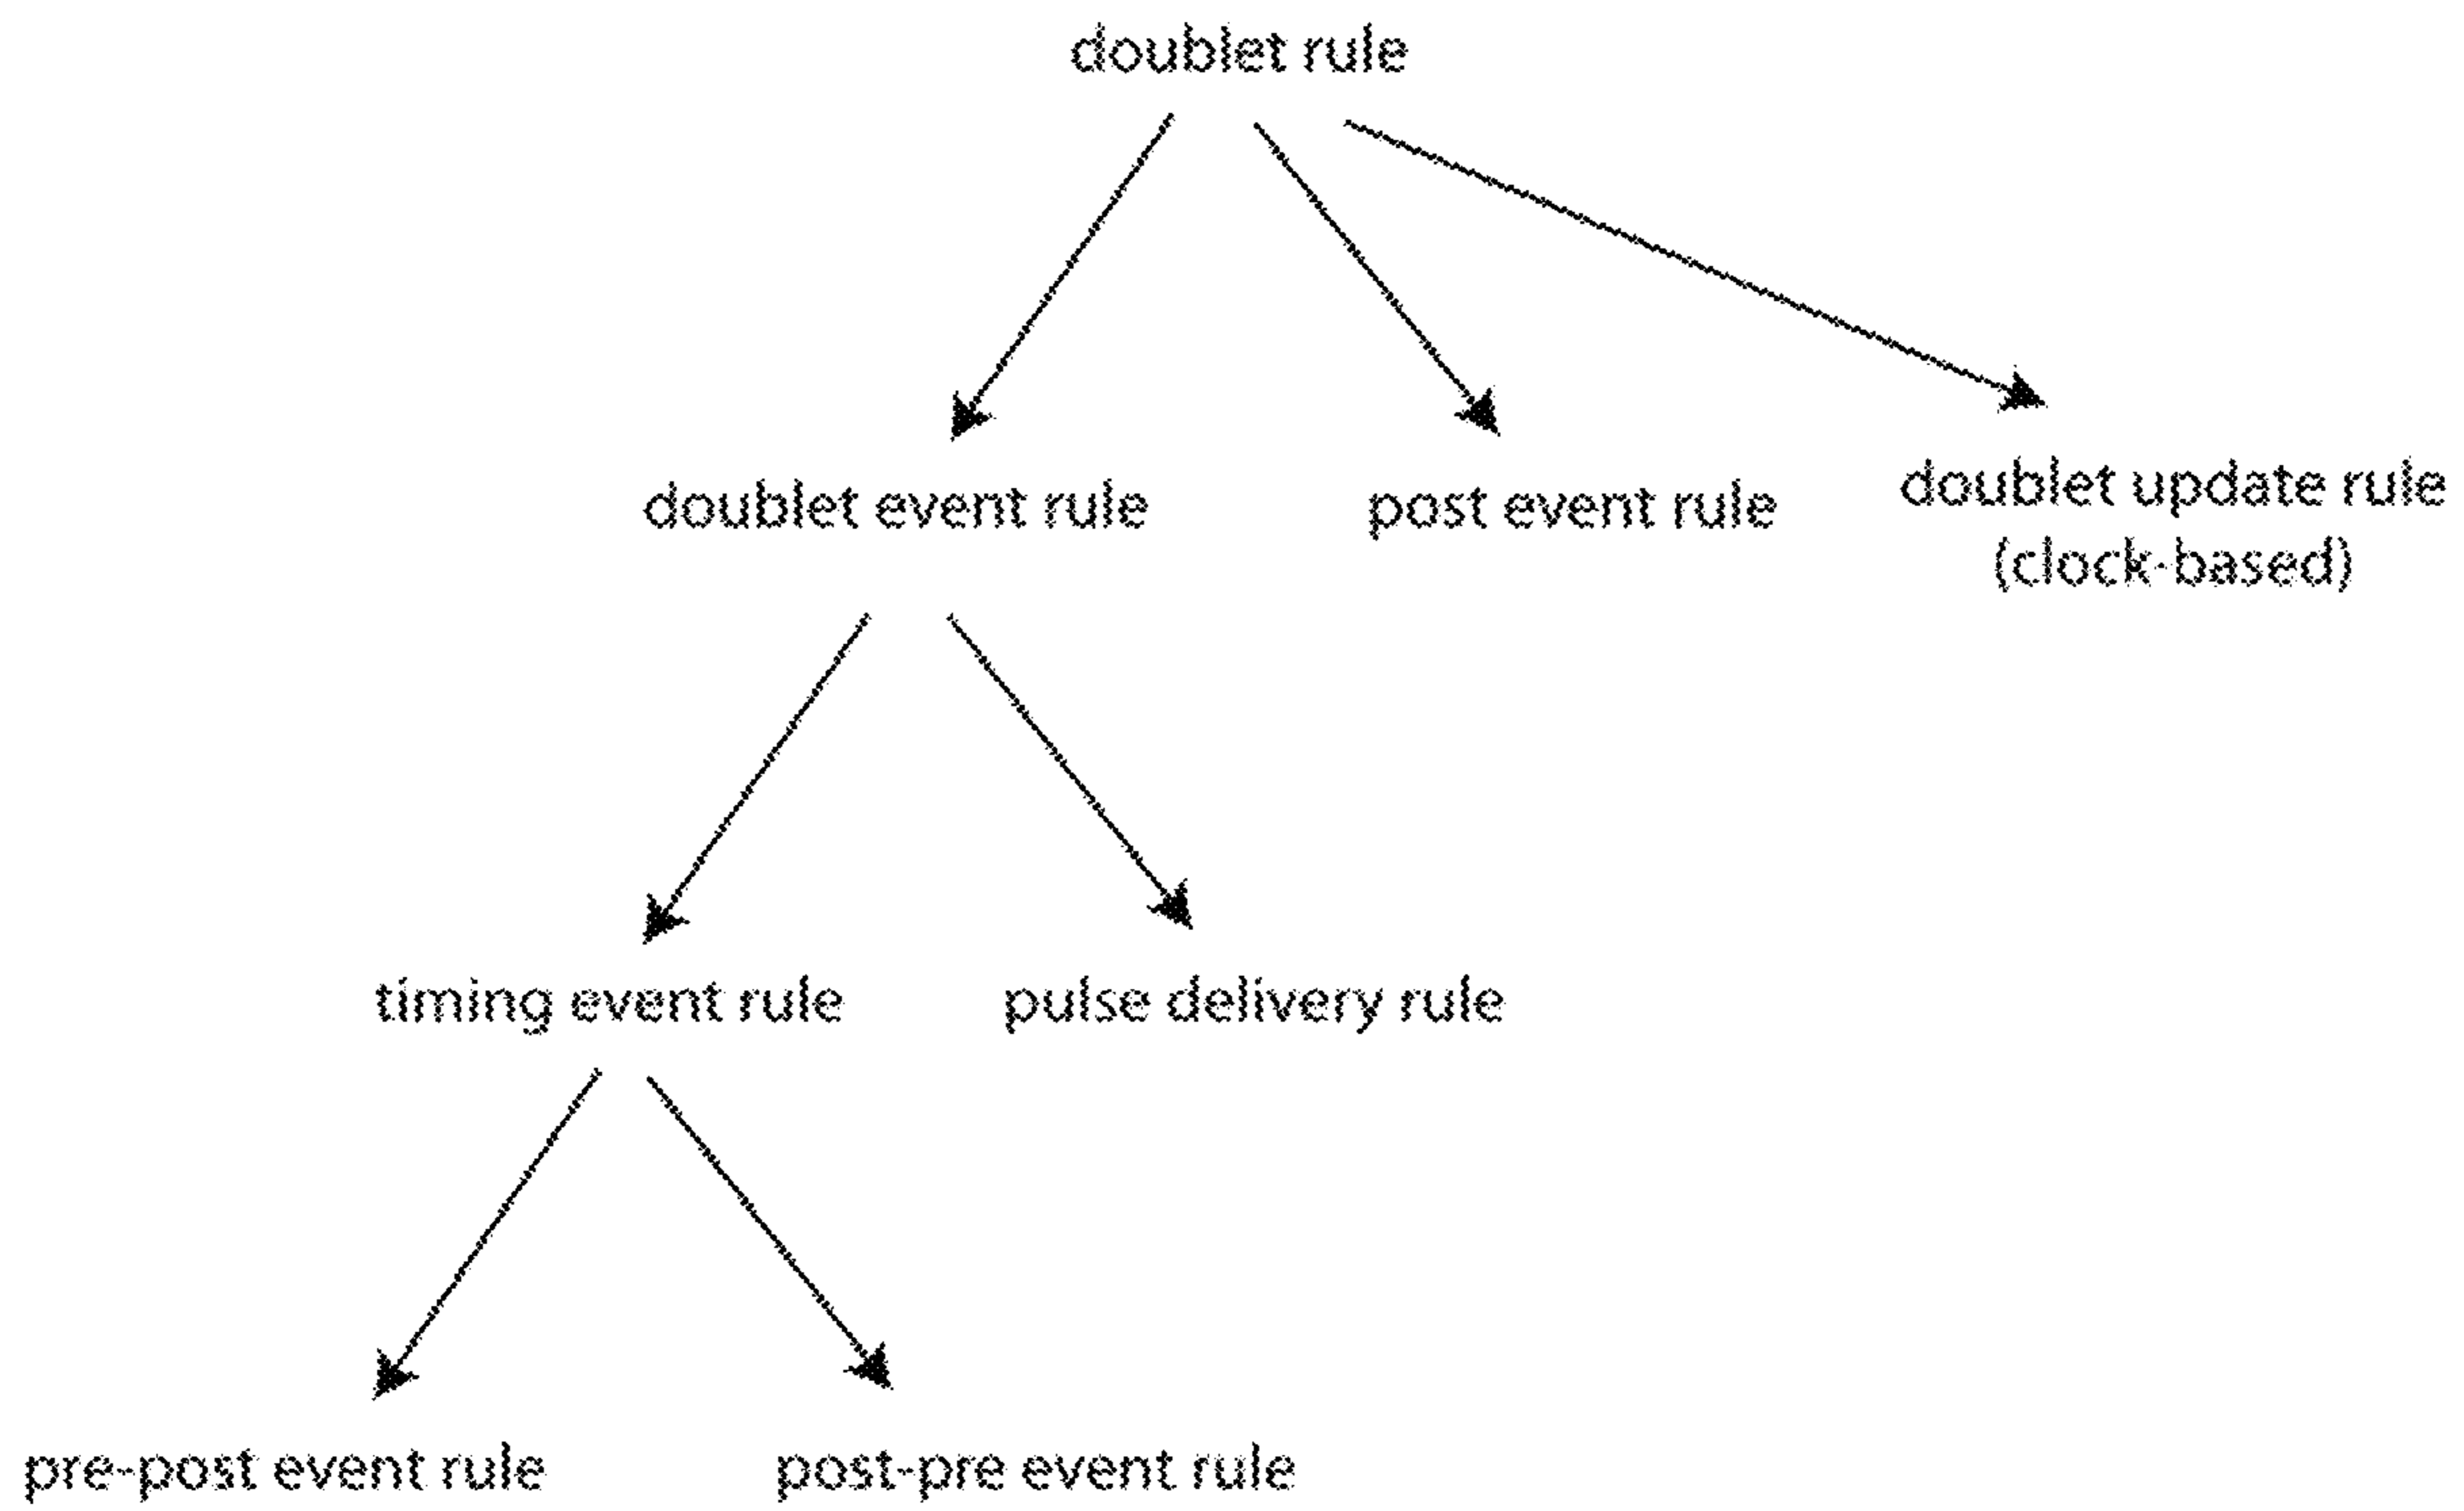 doublet rule
doublet event rule
post event rule
doublet update rule
(clock-based)
timing event rule
pulse delivery rule
pre-post event rule
post-pre event rule